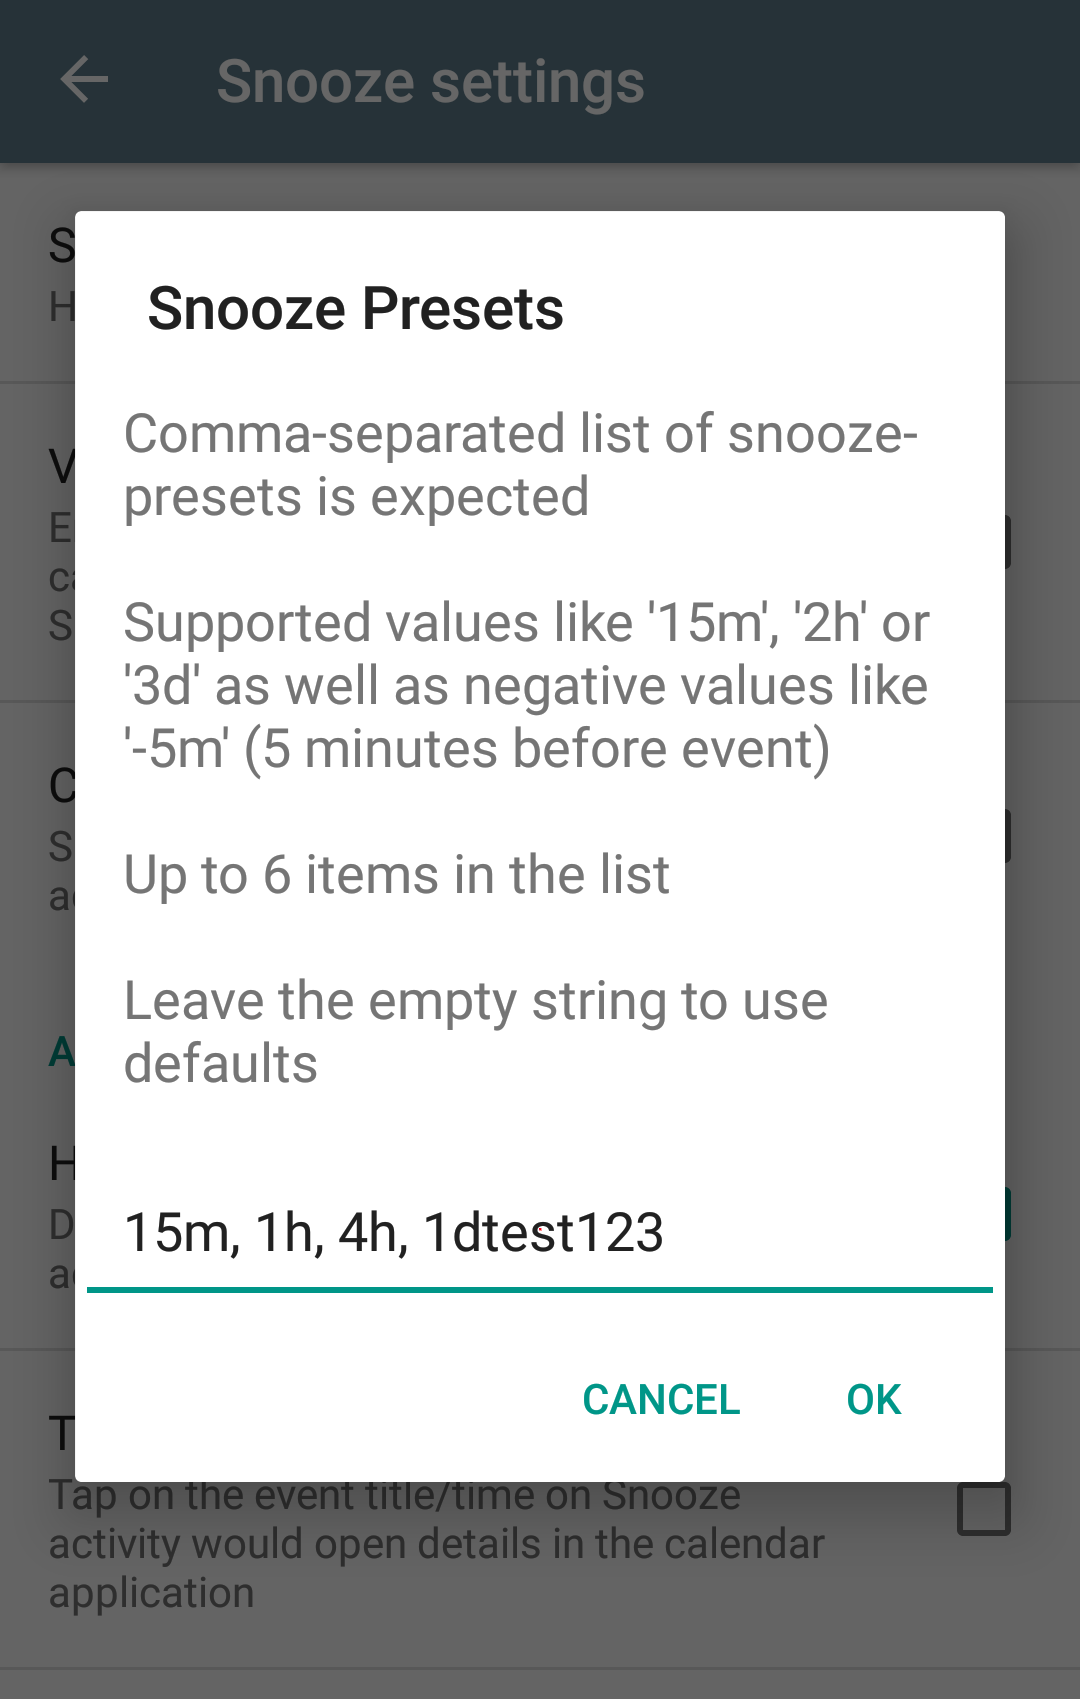 Snooze settings
S
H
Snooze Presets
Comma-separated list of snooze-
presets is expected
V
E
Supported values like '15m', '2h' or
'3d' as well as negative values like
'-5m' (5 minutes before event)
S
C
S
Up to 6 items in the list
Leave the empty string to use
defaults
A
H
D
15m, 1h, 4h, 1dtest123
CANCEL
OK
T
Tap on the event title/time on Snooze
activity would open details in the calendar
application